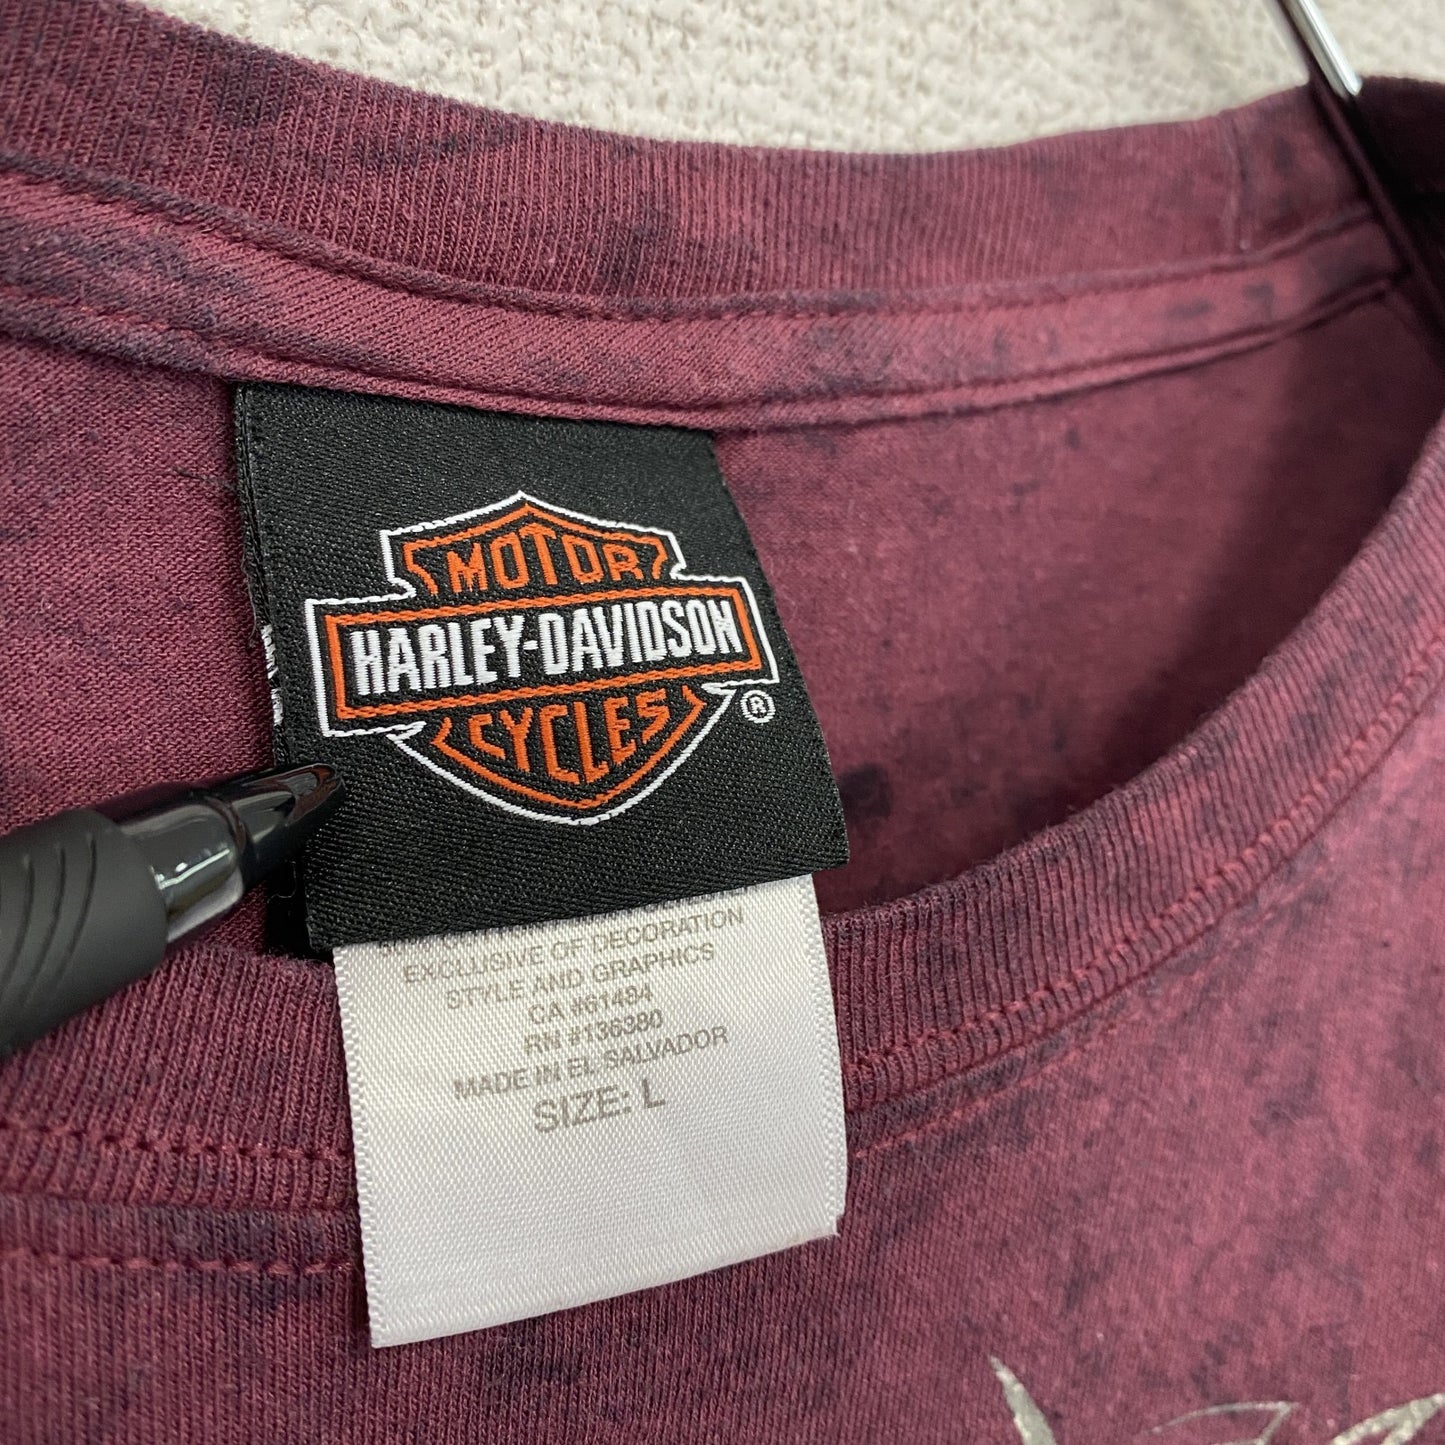 MOTOR
HARLEY-DAVIDSON
CYCLES
®
EXCLUSIVE OF DECORATION
STYLE AND GRAPHICS
CA #61484
RN #136380
MADE IN EL SALVADOR
SIZE: L